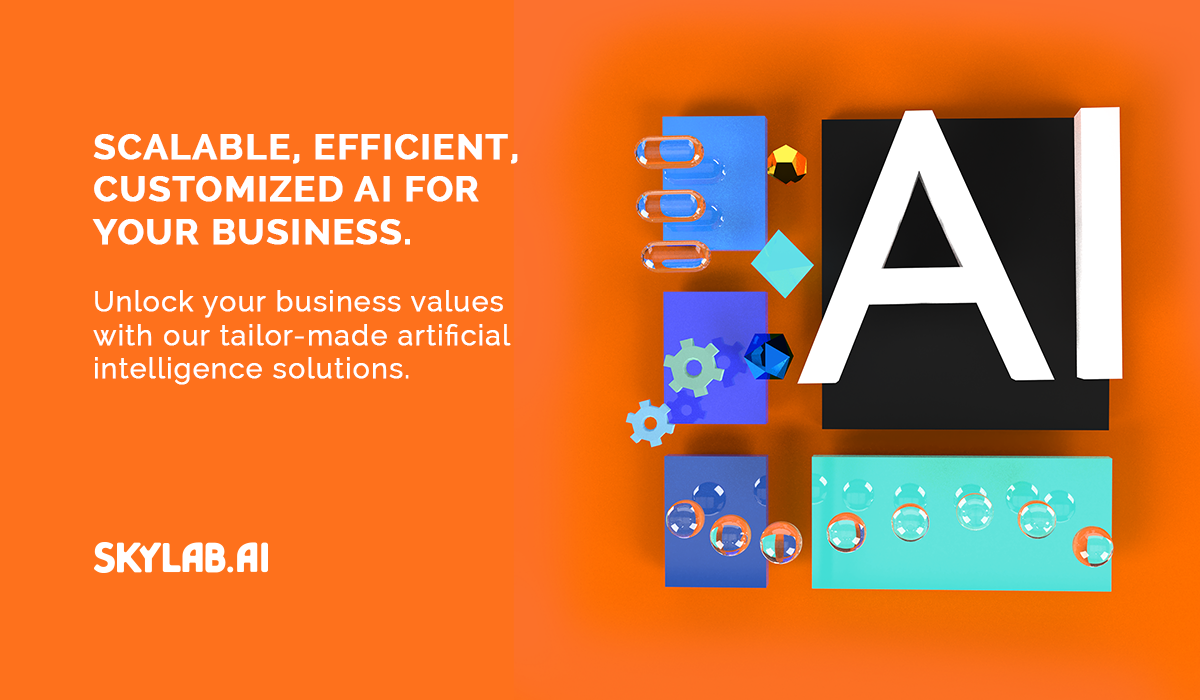 SCALABLE, EFFICIENT,
CUSTOMIZED AI FOR
YOUR BUSINESS.
Unlock your business values
with our tailor-made artificial
intelligence solutions.
SKYLAB.AI
AI